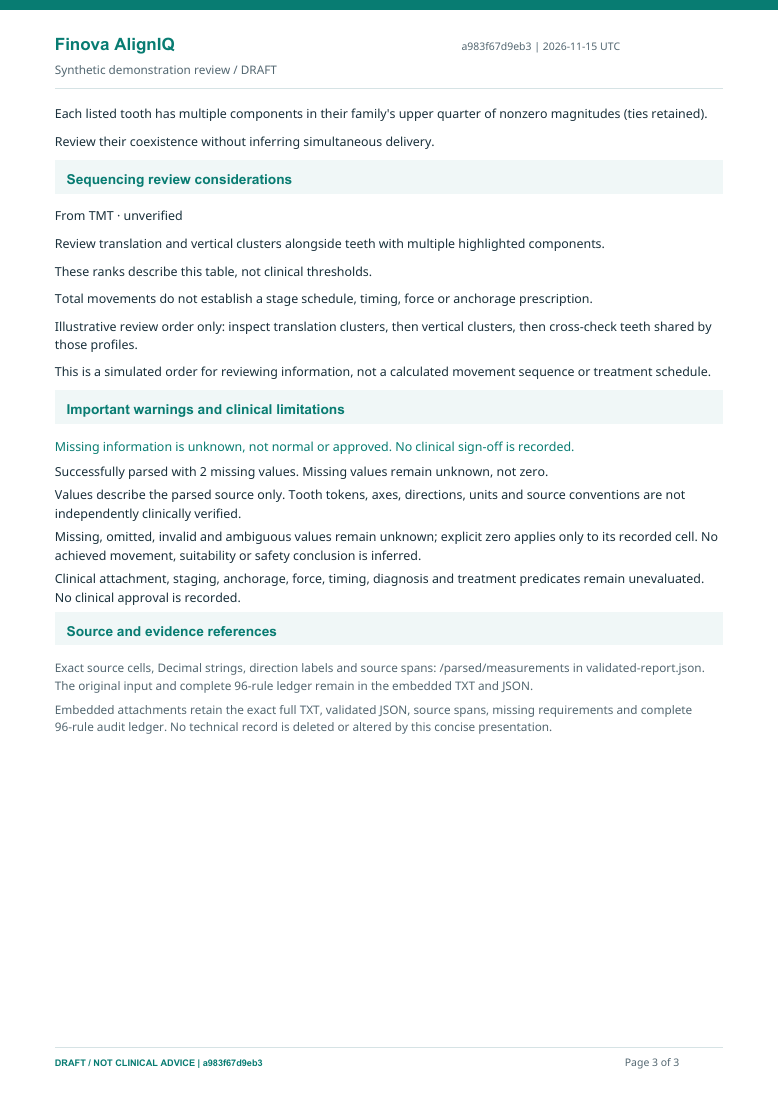 Finova AlignIQ
a983f67d9eb3 | 2026-11-15 UTC
Synthetic demonstration review / DRAFT
Each listed tooth has multiple components in their family's upper quarter of nonzero magnitudes (ties retained).
Review their coexistence without inferring simultaneous delivery.
Sequencing review considerations
From TMT · unverified
Review translation and vertical clusters alongside teeth with multiple highlighted components.
These ranks describe this table, not clinical thresholds.
Total movements do not establish a stage schedule, timing, force or anchorage prescription.
Illustrative review order only: inspect translation clusters, then vertical clusters, then cross-check teeth shared by
those profiles.
This is a simulated order for reviewing information, not a calculated movement sequence or treatment schedule.
Important warnings and clinical limitations
Missing information is unknown, not normal or approved. No clinical sign-off is recorded.
Successfully parsed with 2 missing values. Missing values remain unknown, not zero.
Values describe the parsed source only. Tooth tokens, axes, directions, units and source conventions are not
independently clinically verified.
Missing, omitted, invalid and ambiguous values remain unknown; explicit zero applies only to its recorded cell. No
achieved movement, suitability or safety conclusion is inferred.
Clinical attachment, staging, anchorage, force, timing, diagnosis and treatment predicates remain unevaluated.
No clinical approval is recorded.
Source and evidence references
Exact source cells, Decimal strings, direction labels and source spans: /parsed/measurements in validated-report.json.
The original input and complete 96-rule ledger remain in the embedded TXT and JSON.
Embedded attachments retain the exact full TXT, validated JSON, source spans, missing requirements and complete
96-rule audit ledger. No technical record is deleted or altered by this concise presentation.
DRAFT / NOT CLINICAL ADVICE | a983f67d9eb3
Page 3 of 3